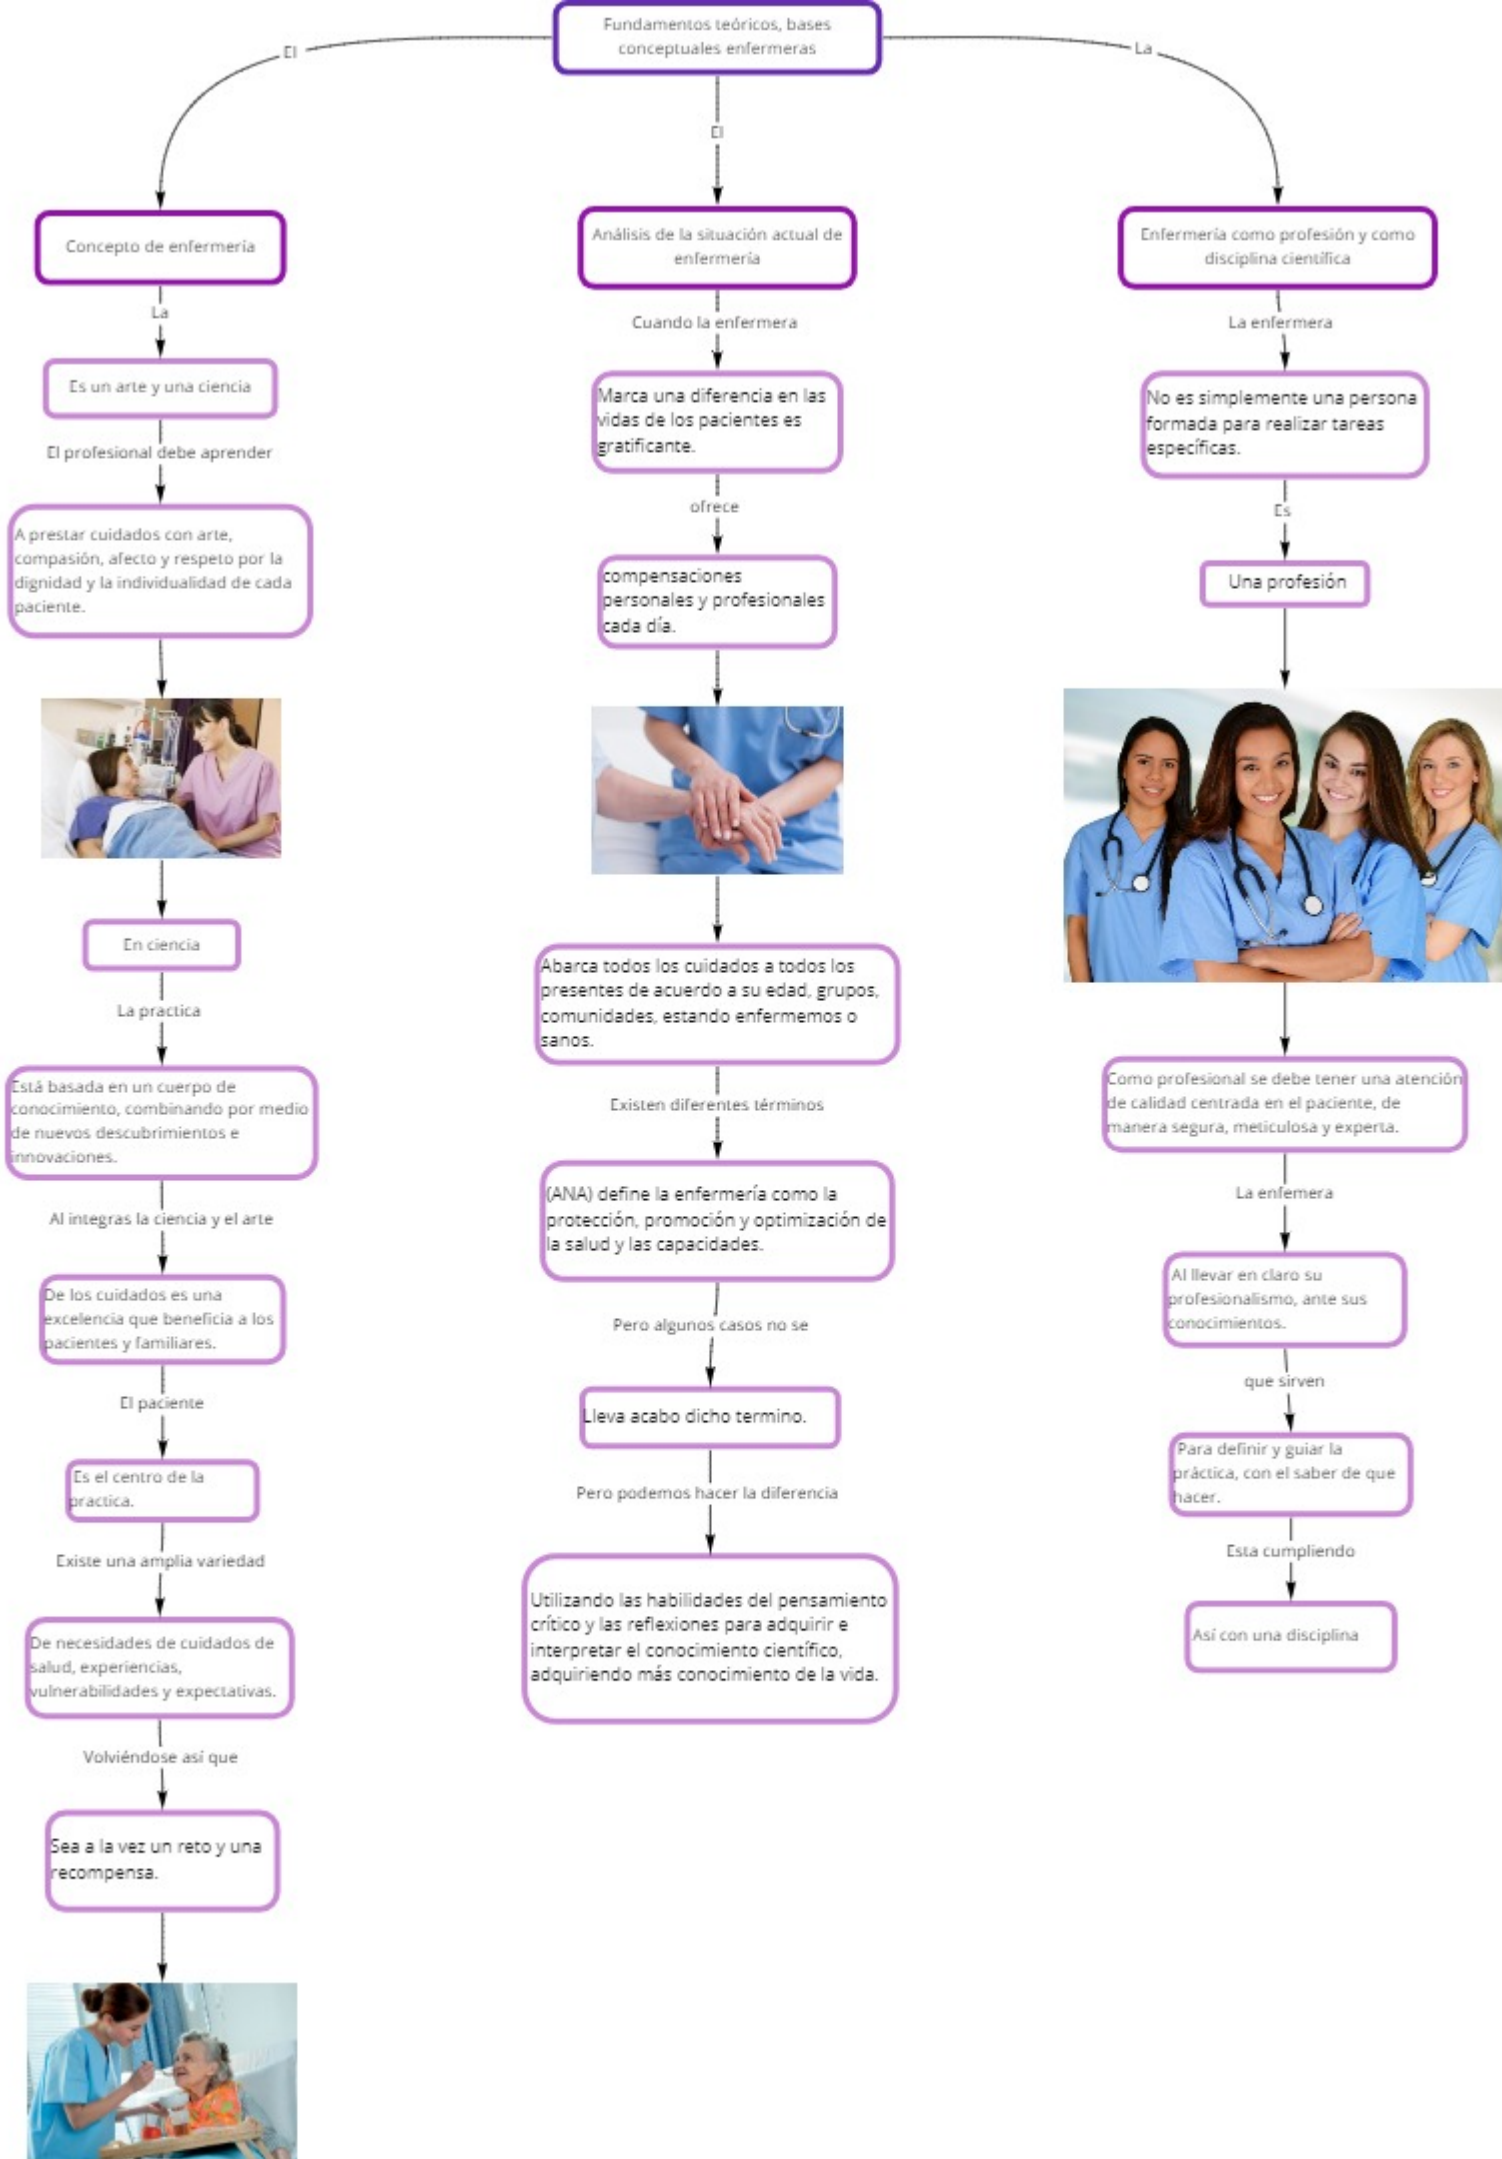 Fundamentos teóricos, bases
conceptuales enfermeras
El
El
La
Concepto de enfermería
La
Es un arte y una ciencia
El profesional debe aprender
A prestar cuidados con arte,
compasión, afecto y respeto por la
dignidad y la individualidad de cada
paciente.
En ciencia
La practica
Está basada en un cuerpo de
conocimiento, combinando por medio
de nuevos descubrimientos e
innovaciones.
Al integras la ciencia y el arte
De los cuidados es una
excelencia que beneficia a los
pacientes y familiares.
El paciente
Es el centro de la
practica.
Existe una amplia variedad
De necesidades de cuidados de
salud, experiencias,
vulnerabilidades y expectativas.
Volviéndose así que
Sea a la vez un reto y una
recompensa.
Análisis de la situación actual de
enfermería
Cuando la enfermera
Marca una diferencia en las
vidas de los pacientes es
gratificante.
ofrece
compensaciones
personales y profesionales
cada día.
Abarca todos los cuidados a todos los
presentes de acuerdo a su edad, grupos,
comunidades, estando enfermemos o
sanos.
Existen diferentes términos
(ANA) define la enfermería como la
protección, promoción y optimización de
la salud y las capacidades.
Pero algunos casos no se
Lleva acabo dicho termino.
Pero podemos hacer la diferencia
Utilizando las habilidades del pensamiento
crítico y las reflexiones para adquirir e
interpretar el conocimiento científico,
adquiriendo más conocimiento de la vida.
Enfermería como profesión y como
disciplina científica
La enfermera
No es simplemente una persona
formada para realizar tareas
específicas.
Es
Una profesión
Como profesional se debe tener una atención
de calidad centrada en el paciente, de
manera segura, meticulosa y experta.
La enfemera
Al llevar en claro su
profesionalismo, ante sus
conocimientos.
que sirven
Para definir y guiar la
práctica, con el saber de que
hacer.
Esta cumpliendo
Así con una disciplina